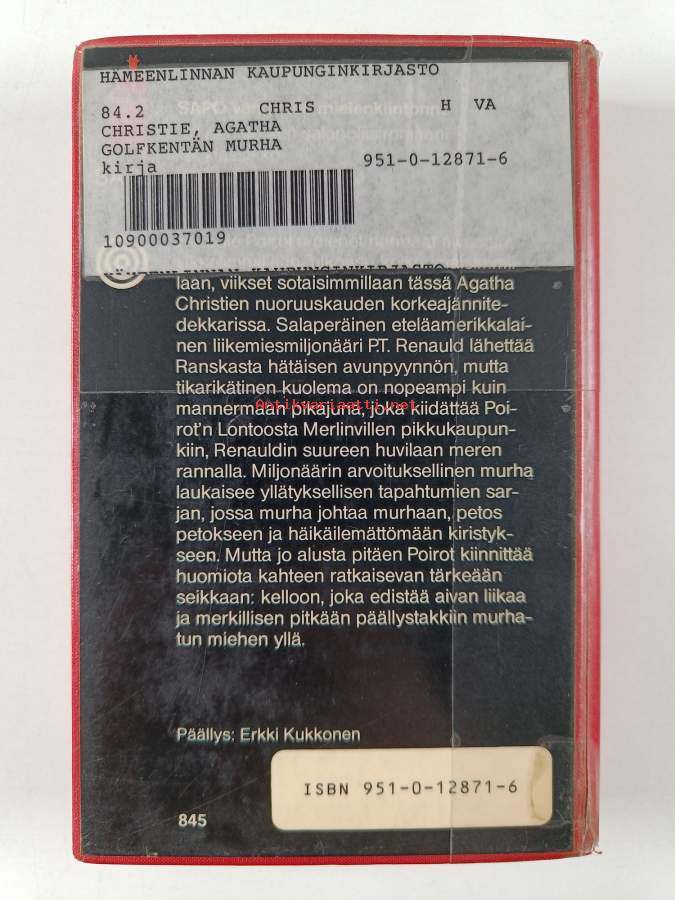 HÄMEENLINNAN KAUPUNGINKIRJASTO
84.2 CHRIS H VA
CHRISTIE, AGATHA
GOLFKENTÄN MURHA
kirja 951-0-12871-6
10900037019
laan, viikset sotaisimmillaan tässä Agatha
Christien nuoruuskauden korkeajännite-
dekkarissa. Salaperäinen eteläamerikkalai-
nen liikemiesmiljonääri P.T. Renauld lähettää
Ranskasta hätäisen avunpyynnön, mutta
tikarikätinen kuolema on nopeampi kuin
mannermaan pikajuna, joka kiidättää Poi-
Antikvariaatti.net
rot'n Lontoosta Merlinvillen pikkukaupun-
kiin, Renauldin suureen huvilaan meren
rannalla. Miljonäärin arvoituksellinen murha
laukaisee yllätyksellisen tapahtumien sar-
jan, jossa murha johtaa murhaan, petos
petokseen ja häikäilemättömään kiristyk-
seen. Mutta jo alusta pitäen Poirot kiinnittää
huomiota kahteen ratkaisevan tärkeään
seikkaan: kelloon, joka edistää aivan liikaa
ja merkillisen pitkään päällystakkiin murha-
tun miehen yllä.
Päällys: Erkki Kukkonen
ISBN 951-0-12871-6
845